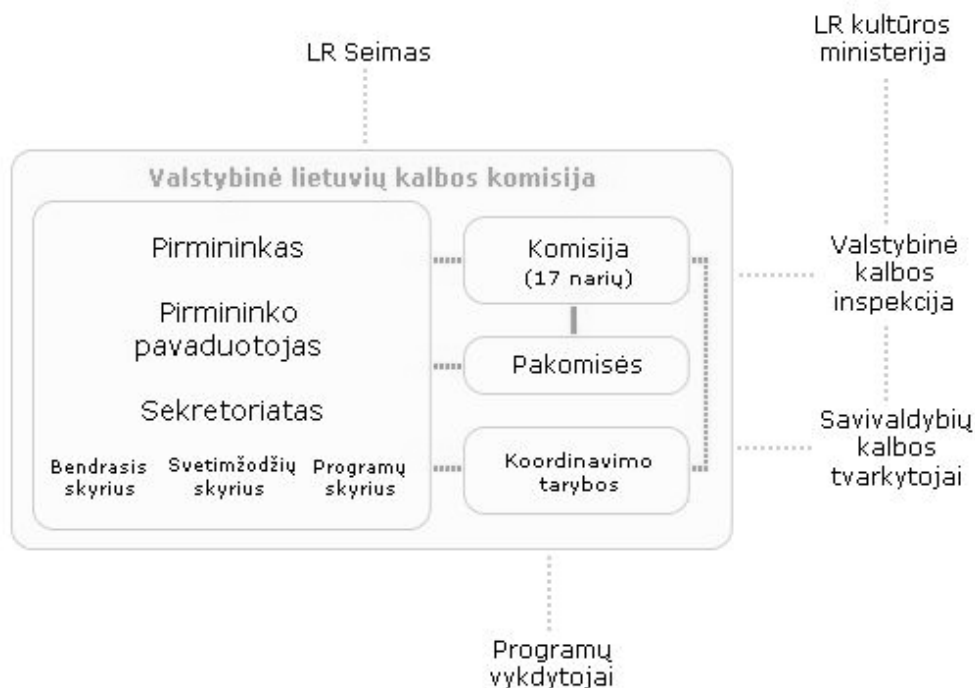 LR Seimas
LR kultūros
ministerija
Valstybinė lietuvių kalbos komisija
Pirmininkas
Pirmininko
pavaduotojas
Sekretoriatas
Bendrasis
skyrius
Svetimžodžių
skyrius
Programų
skyrius
Komisija
(17 narių)
Pakomisės
Koordinavimo
tarybos
Valstybinė
kalbos
inspekcija
Savivaldybių
kalbos
tvarkytojai
Programų
vykdytojai